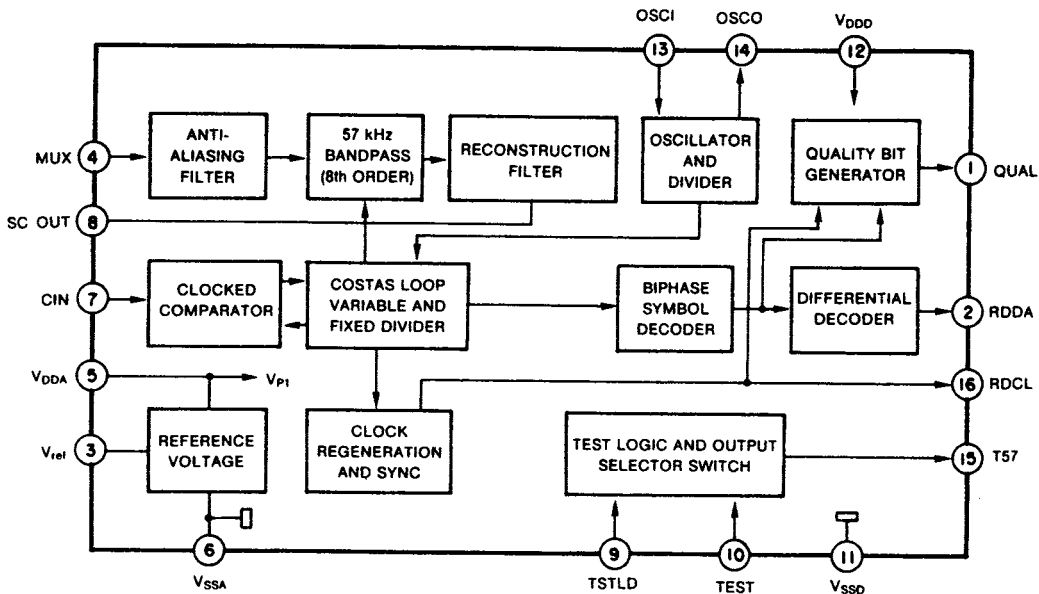 OSCI
OSCO
VDDD
13
14
12
ANTI-
ALIASING
FILTER
57 kHz
BANDPASS
(8th ORDER)
RECONSTRUCTION
FILTER
OSCILLATOR
AND
DIVIDER
QUALITY BIT
GENERATOR
MUX
4
1
QUAL
SC OUT
8
CIN
7
CLOCKED
COMPARATOR
COSTAS LOOP
VARIABLE AND
FIXED DIVIDER
BIPHASE
SYMBOL
DECODER
DIFFERENTIAL
DECODER
2
RDDA
VDDA
5
VP1
16
RDCL
Vref
3
REFERENCE
VOLTAGE
CLOCK
REGENERATION
AND SYNC
TEST LOGIC AND OUTPUT
SELECTOR SWITCH
15
T57
6
9
10
11
VSSA
TSTLD
TEST
VSSD